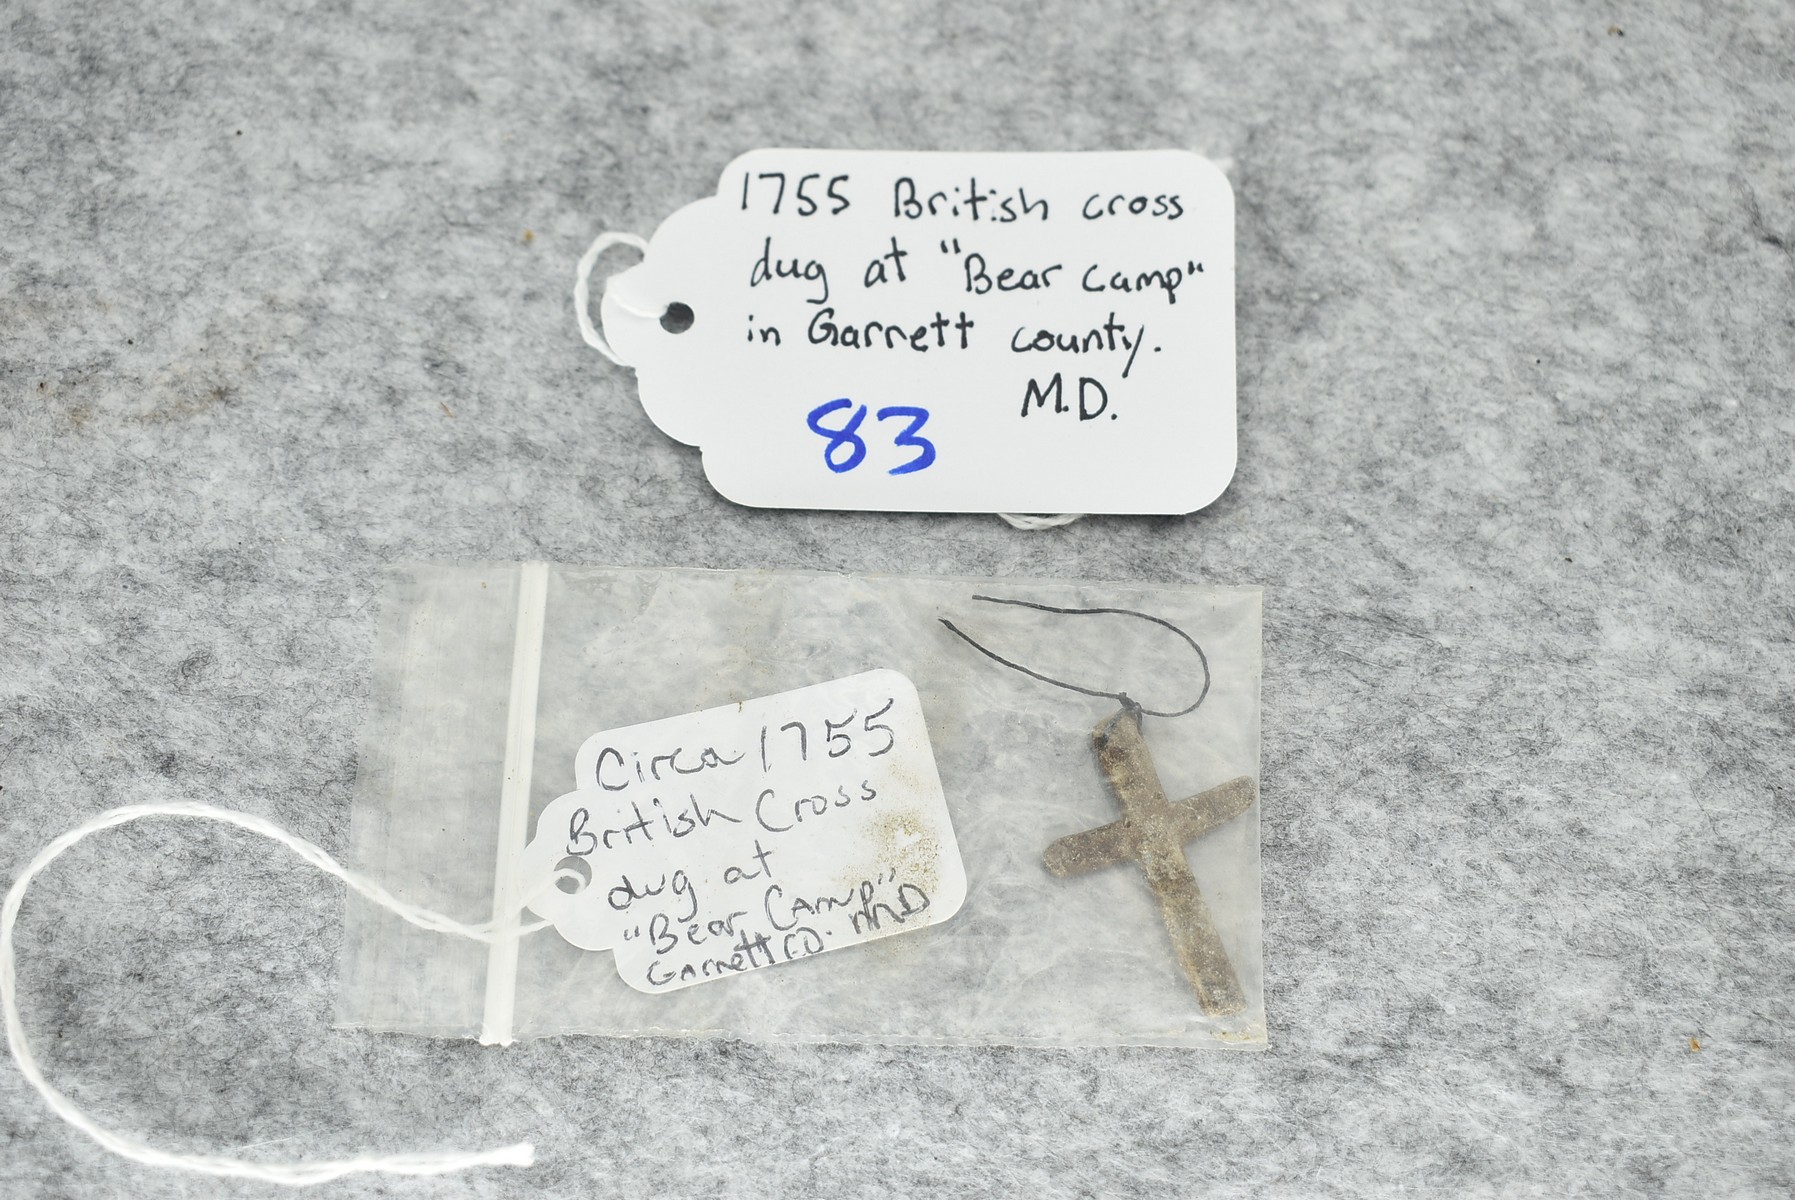 1755 British cross
dug at "Bear Camp"
in Garrett county.
M.D.
83
Circa 1755
British Cross
dug at
"Bear Camp"
Garrett CO. MD